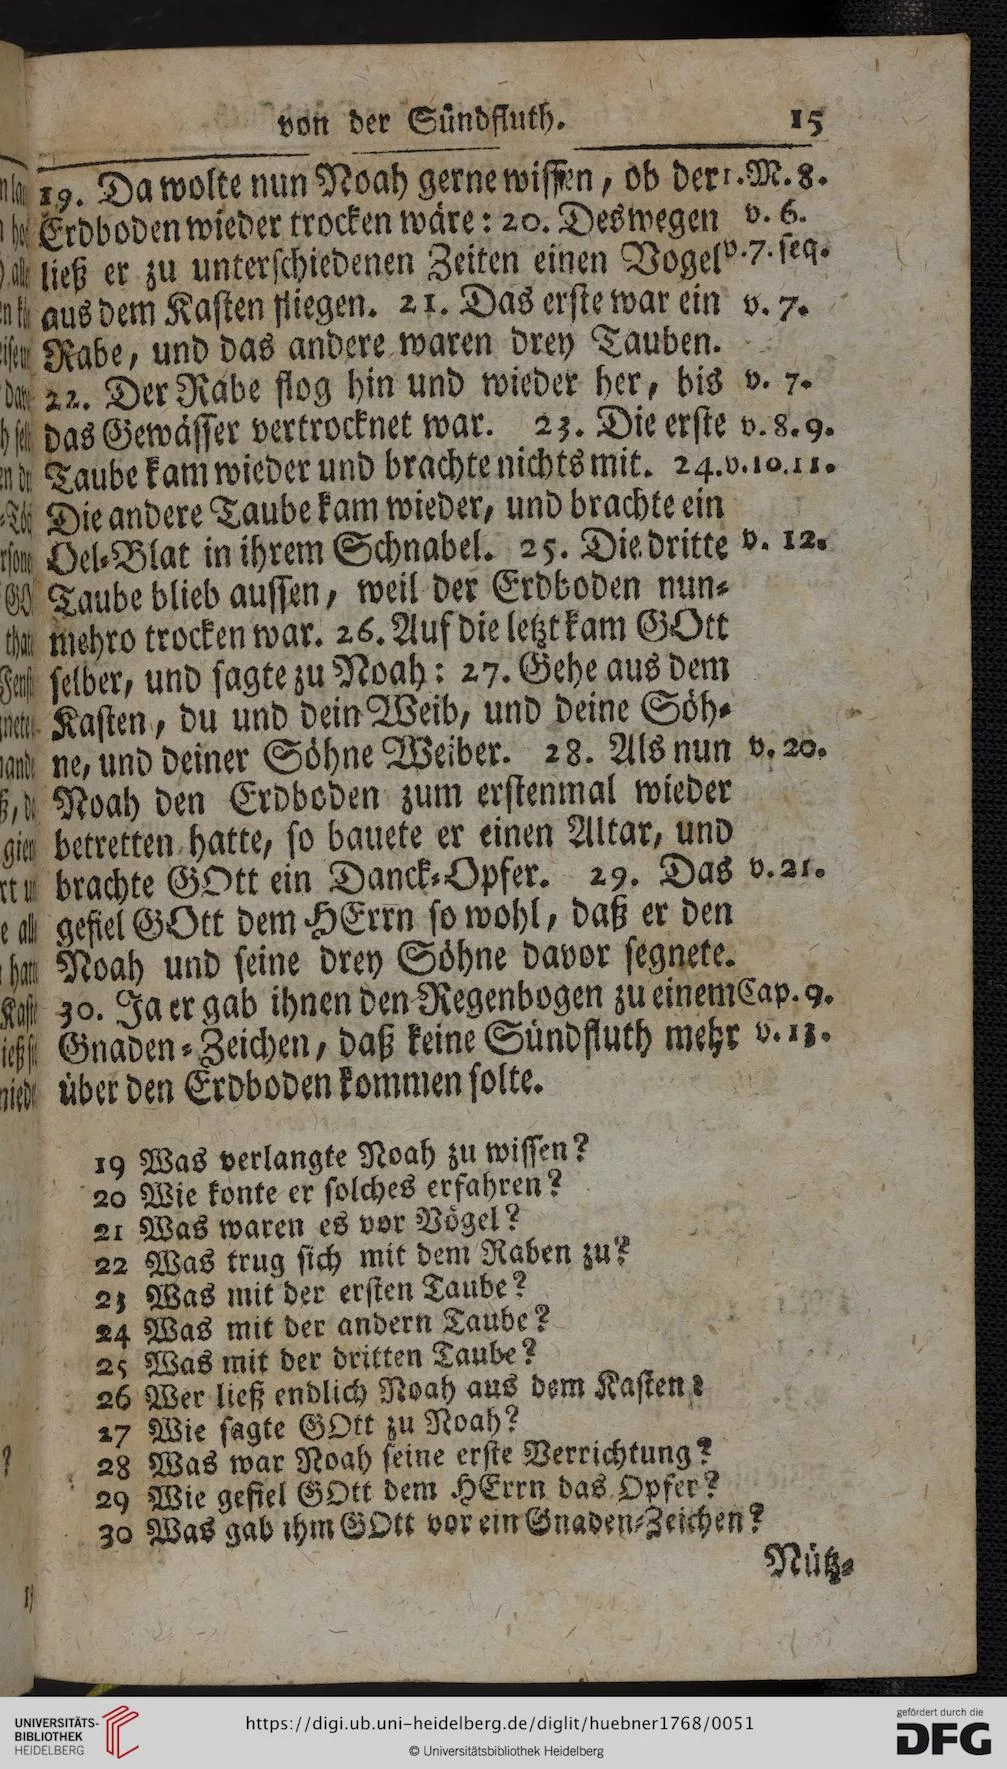 von der Sündfluth. 15
19. Da wolte nun Noah gerne wissen, ob der 1. M. 8.
Erdboden wieder trocken wäre: 20. Deswegen v. 6.
ließ er zu unterschiedenen Zeiten einen Vogel v. 7. seq.
aus dem Kasten fliegen. 21. Das erste war ein v. 7.
Rabe, und das andere waren drey Tauben.
22. Der Rabe flog hin und wieder her, bis v. 7.
das Gewässer vertrocknet war. 23. Die erste v. 8. 9.
Taube kam wieder und brachte nichts mit. 24. v. 10. 11.
Die andere Taube kam wieder, und brachte ein
Oel-Blat in ihrem Schnabel. 25. Die dritte v. 12.
Taube blieb aussen, weil der Erdboden nun-
mehro trocken war. 26. Auf die letzt kam GOtt
selber, und sagte zu Noah: 27. Gehe aus dem
Kasten, du und dein Weib, und deine Söh-
ne, und deiner Söhne Weiber. 28. Als nun v. 20.
Noah den Erdboden zum erstenmal wieder
betretten hatte, so bauete er einen Altar, und
brachte GOtt ein Danck-Opfer. 29. Das v. 21.
gefiel GOtt dem HErrn so wohl, daß er den
Noah und seine drey Söhne davor segnete.
30. Ja er gab ihnen den Regenbogen zu einem Cap. 9.
Gnaden-Zeichen, daß keine Sündfluth mehr v. 13.
über den Erdboden kommen solte.
19 Was verlangte Noah zu wissen?
20 Wie konte er solches erfahren?
21 Was waren es vor Vögel?
22 Was trug sich mit dem Raben zu?
23 Was mit der ersten Taube?
24 Was mit der andern Taube?
25 Was mit der dritten Taube?
26 Wer ließ endlich Noah aus dem Kasten?
27 Wie sagte GOtt zu Noah?
28 Was war Noah seine erste Verrichtung?
29 Wie gefiel GOtt dem HErrn das Opfer?
30 Was gab ihm GOtt vor ein Gnaden-Zeichen?
Nütz-
UNIVERSITÄTS-
BIBLIOTHEK
HEIDELBERG
https://digi.ub.uni-heidelberg.de/diglit/huebner1768/0051
© Universitätsbibliothek Heidelberg
gefördert durch die
DFG